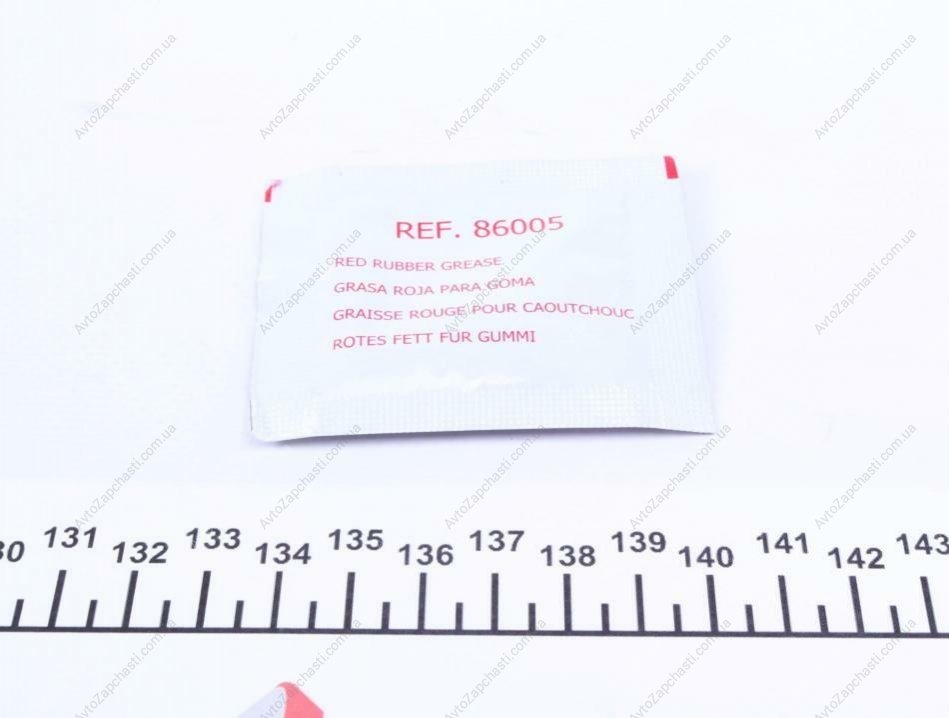 REF. 86005
RED RUBBER GREASE
GRASA ROJA PARA GOMA
GRAISSE ROUGE POUR CAOUTCHOUC
ROTES FETT FÜR GUMMI
30 131 132 133 134 135 136 137 138 139 140 141 142 143
AvtoZapchasti.com.ua